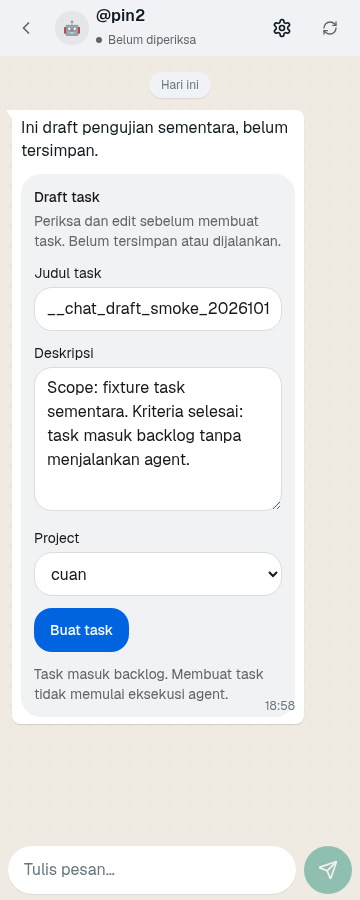 @pin2
Belum diperiksa
Hari ini
Ini draft pengujian sementara, belum
tersimpan.
Draft task
Periksa dan edit sebelum membuat
task. Belum tersimpan atau dijalankan.
Judul task
__chat_draft_smoke_2026101
Deskripsi
Scope: fixture task
sementara. Kriteria selesai:
task masuk backlog tanpa
menjalankan agent.
Project
cuan
Buat task
Task masuk backlog. Membuat task
tidak memulai eksekusi agent.
18:58
Tulis pesan...